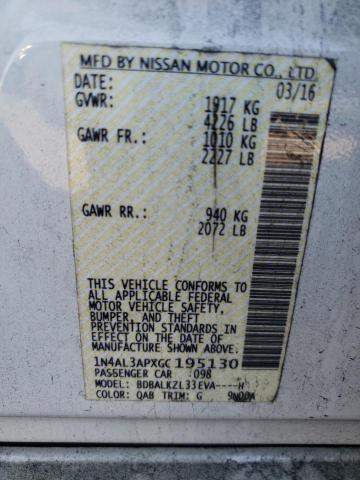 MFD BY NISSAN MOTOR CO., LTD.
DATE: 03/16
GVWR: 1917 KG
4226 LB
GAWR FR: 1010 KG
2227 LB
GAWR RR: 940 KG
2072 LB
THIS VEHICLE CONFORMS TO
ALL APPLICABLE FEDERAL
MOTOR VEHICLE SAFETY,
BUMPER, AND THEFT
PREVENTION STANDARDS IN
EFFECT ON THE DATE OF
MANUFACTURE SHOWN ABOVE.
1N4AL3APXGC195130
PASSENGER CAR 098
MODEL: BDBALKZL33EVA----H
COLOR: QAB TRIM: G 9N00A